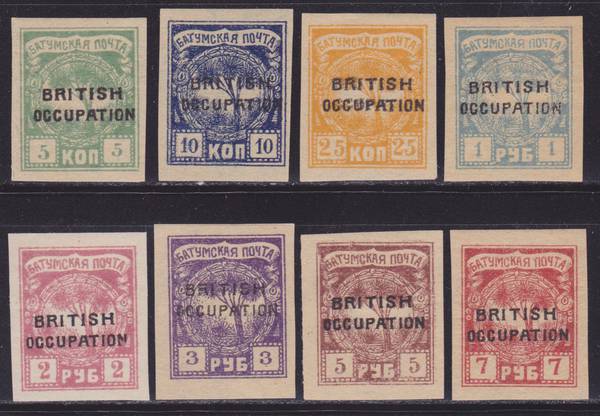 БАТУМСКАЯ ПОЧТА
BRITISH
OCCUPATION
5 КОП 5
БАТУМСКАЯ ПОЧТА
BRITISH
OCCUPATION
10 КОП 10
БАТУМСКАЯ ПОЧТА
BRITISH
OCCUPATION
25 КОП 25
БАТУМСКАЯ ПОЧТА
BRITISH
OCCUPATION
1 РУБ 1
БАТУМСКАЯ ПОЧТА
BRITISH
OCCUPATION
2 РУБ 2
БАТУМСКАЯ ПОЧТА
BRITISH
OCCUPATION
3 РУБ 3
БАТУМСКАЯ ПОЧТА
BRITISH
OCCUPATION
5 РУБ 5
БАТУМСКАЯ ПОЧТА
BRITISH
OCCUPATION
7 РУБ 7